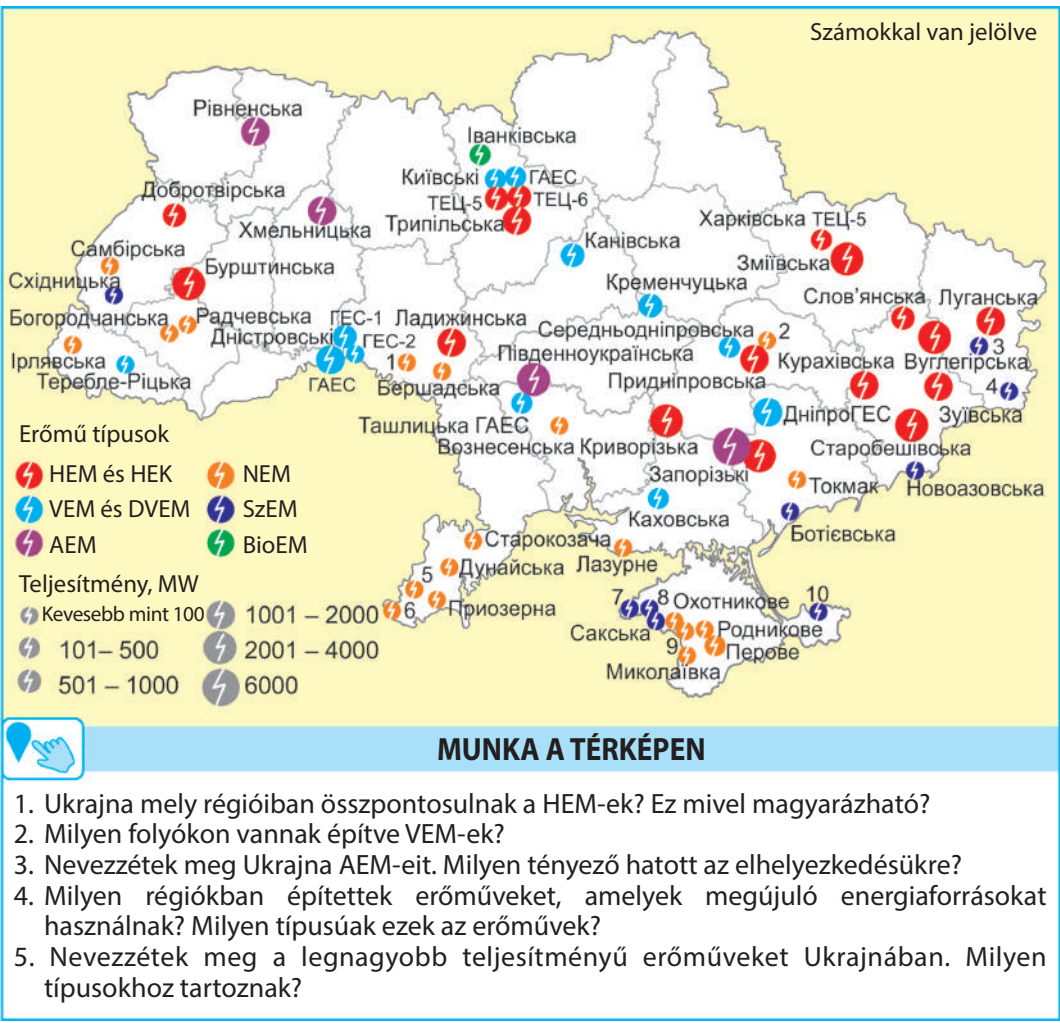 Számokkal van jelölve
Рівненська
Іванківська
Київські ГАЕС
ТЕЦ-5 ТЕЦ-6
Трипільська
Добротвірська
Хмельницька
Самбірська
Східницька
Бурштинська
Канівська
Харківська ТЕЦ-5
Зміївська
Кременчуцька
Слов’янська
Луганська
Богородчанська
Радчевська
Дністровські
ГЕС-1
ГЕС-2
ГАЕС
Ладижинська
Середньодніпровська
2
3
Ірлявська
Теребле-Ріцька
1
Бершадська
Південноукраїнська
Придніпровська
Курахівська
Вуглегірська
4
Ташлицька ГАЕС
Вознесенська
Криворізька
ДніпроГЕС
Зуївська
Старобешівська
Запорізькі
Токмак
Новоазовська
Каховська
Ботієвська
Старокозача
Лазурне
Дунайська
5
6
Приозерна
7
8
Охотникове
10
Сакська
Родникове
9
Перове
Миколаївка
Erőmű típusok
HEM és HEK
NEM
VEM és DVEM
SzEM
AEM
BioEM
Teljesítmény, MW
Kevesebb mint 100
1001 – 2000
101– 500
2001 – 4000
501 – 1000
6000
MUNKA A TÉRKÉPEN
1. Ukrajna mely régióiban összpontosulnak a HEM-ek? Ez mivel magyarázható?
2. Milyen folyókon vannak építve VEM-ek?
3. Nevezzétek meg Ukrajna AEM-eit. Milyen tényező hatott az elhelyezkedésükre?
4. Milyen régiókban építettek erőműveket, amelyek megújuló energiaforrásokat
használnak? Milyen típusúak ezek az erőművek?
5. Nevezzétek meg a legnagyobb teljesítményű erőműveket Ukrajnában. Milyen
típusokhoz tartoznak?